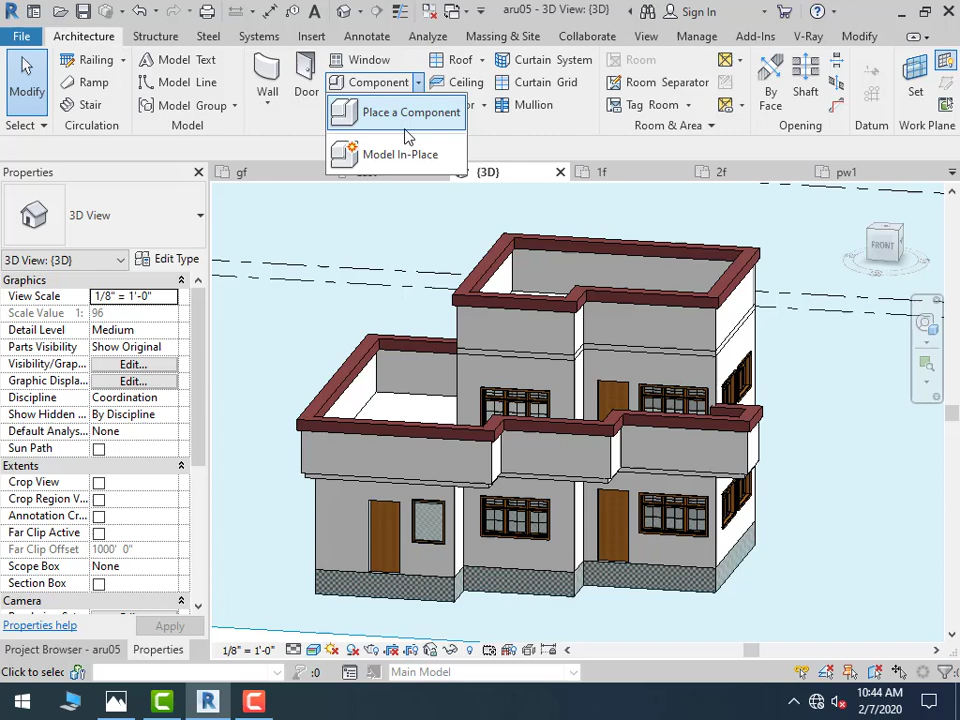 aru05 - 3D View: {3D}
Sign In
File
Architecture
Structure
Steel
Systems
Insert
Annotate
Analyze
Massing & Site
Collaborate
View
Manage
Add-Ins
V-Ray
Modify
Modify
Select
Railing
Ramp
Stair
Model Text
Model Line
Model Group
Model
Wall
Door
Window
Component
Roof
Ceiling
Curtain System
Curtain Grid
Mullion
Room
Room Separator
Tag Room
Room & Area
By
Face
Shaft
Opening
Datum
Set
Work Plane
Place a Component
Model In-Place
Properties
gf
{3D}
1f
2f
pw1
3D View
3D View: {3D}
Edit Type
Graphics
View Scale 1/8" = 1'-0"
Scale Value 1: 96
Detail Level Medium
Parts Visibility Show Original
Visibility/Grap... Edit...
Graphic Displa... Edit...
Discipline Coordination
Show Hidden ... By Discipline
Default Analys... None
Sun Path
Extents
Crop View
Crop Region V...
Annotation Cr...
Far Clip Active
Far Clip Offset 1000' 0"
Scope Box None
Section Box
Camera
Properties help
Apply
Project Browser - aru05
Properties
FRONT
1/8" = 1'-0"
Click to selec
:0
Main Model
:0
10:44 AM
2/7/2020